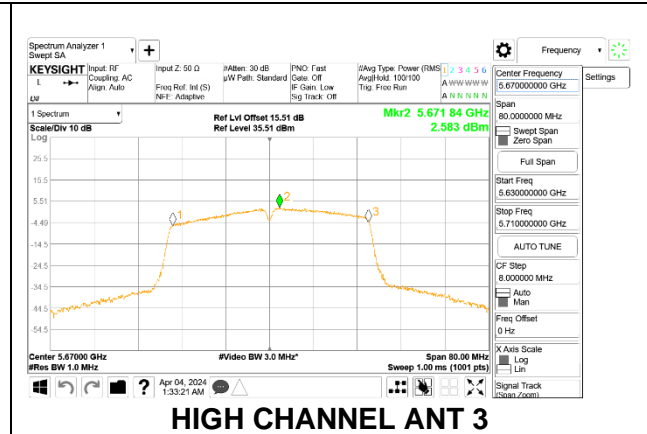 Spectrum Analyzer 1
Swept SA
+
Frequency
KEYSIGHT
Input: RF
Coupling: AC
Align: Auto
Input Z: 50 Ω
Freq Ref: Int (S)
NFE: Adaptive
#Atten: 30 dB
µW Path: Standard
PNO: Fast
Gate: Off
IF Gain: Low
Sig Track: Off
#Avg Type: Power (RMS
Avg|Hold: 100/100
Trig: Free Run
1 2 3 4 5 6
A W W W W W
A N N N N N
Center Frequency
5.670000000 GHz
Settings
Span
80.0000000 MHz
Swept Span
Zero Span
Full Span
Start Freq
5.630000000 GHz
Stop Freq
5.710000000 GHz
AUTO TUNE
CF Step
8.000000 MHz
Auto
Man
Freq Offset
0 Hz
X Axis Scale
Log
Lin
Signal Track
(Span Zoom)
1 Spectrum
Scale/Div 10 dB
Log
Ref Lvl Offset 15.51 dB
Ref Level 35.51 dBm
Mkr2 5.671 84 GHz
2.583 dBm
25.5
15.5
5.51
-4.49
-14.5
-24.5
-34.5
-44.5
-54.5
1
2
3
Center 5.67000 GHz
#Res BW 1.0 MHz
#Video BW 3.0 MHz*
Span 80.00 MHz
Sweep 1.00 ms (1001 pts)
?
Apr 04, 2024
1:33:21 AM
HIGH CHANNEL ANT 3